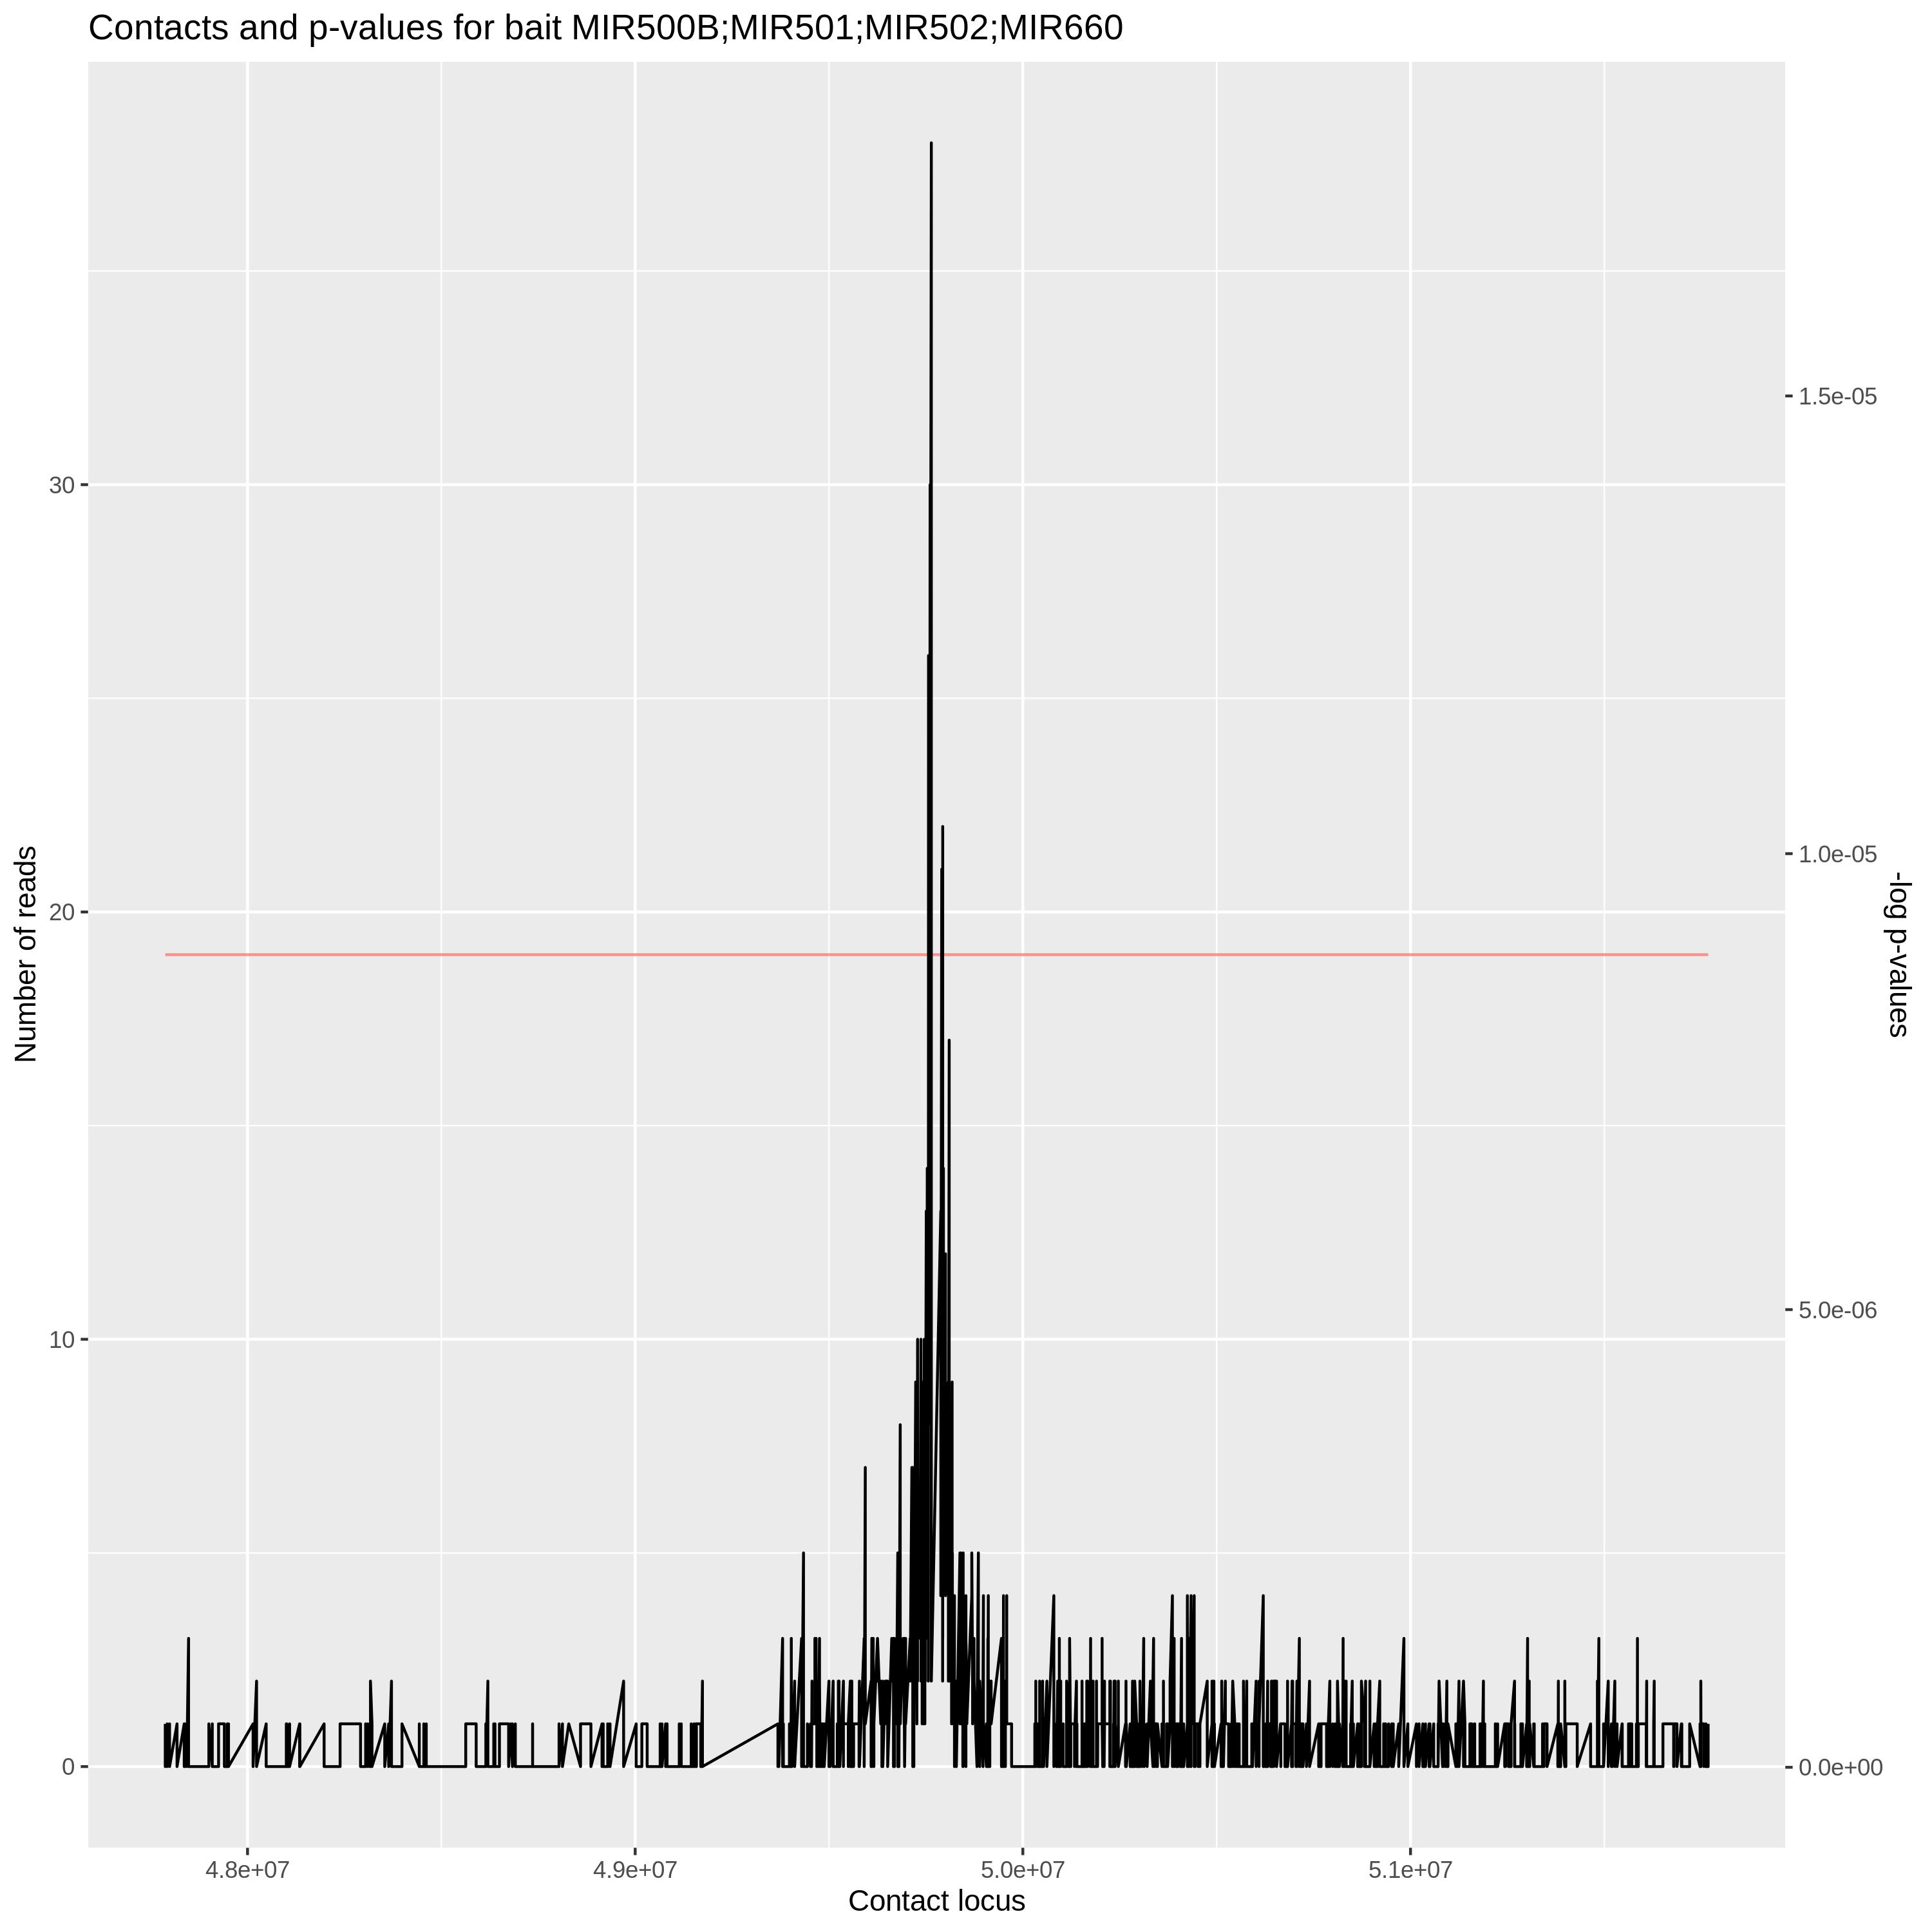 Contacts and p-values for bait MIR500B;MIR501;MIR502;MIR660
Number of reads
30
20
10
0
1.5e-05
1.0e-05
5.0e-06
0.0e+00
-log p-values
4.8e+07
4.9e+07
5.0e+07
5.1e+07
Contact locus